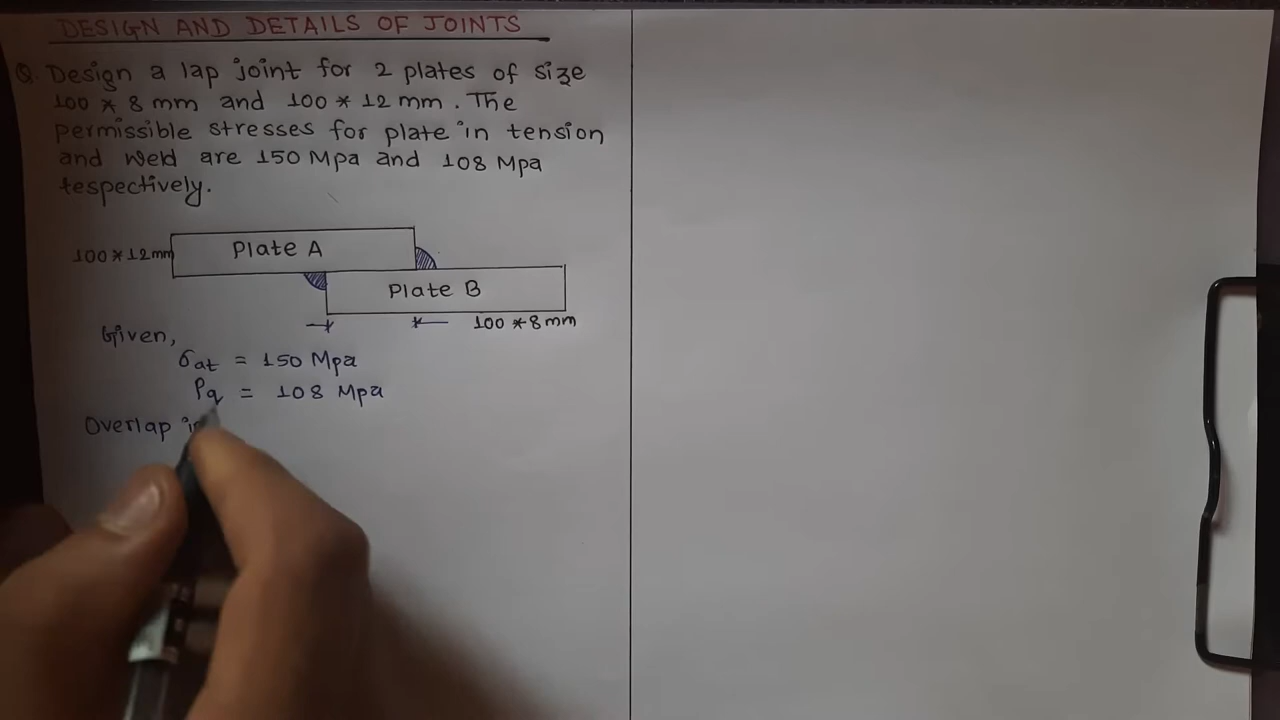 DESIGN AND DETAILS OF JOINTS
Q. Design a lap joint for 2 plates of size
100 * 8 mm and 100 * 12 mm. The
permissible stresses for plate in tension
and weld are 150 Mpa and 108 Mpa
respectively.
100 * 12 mm
Plate A
Plate B
100 * 8 mm
Given,
σat = 150 Mpa
Pq = 108 Mpa
Overlap in